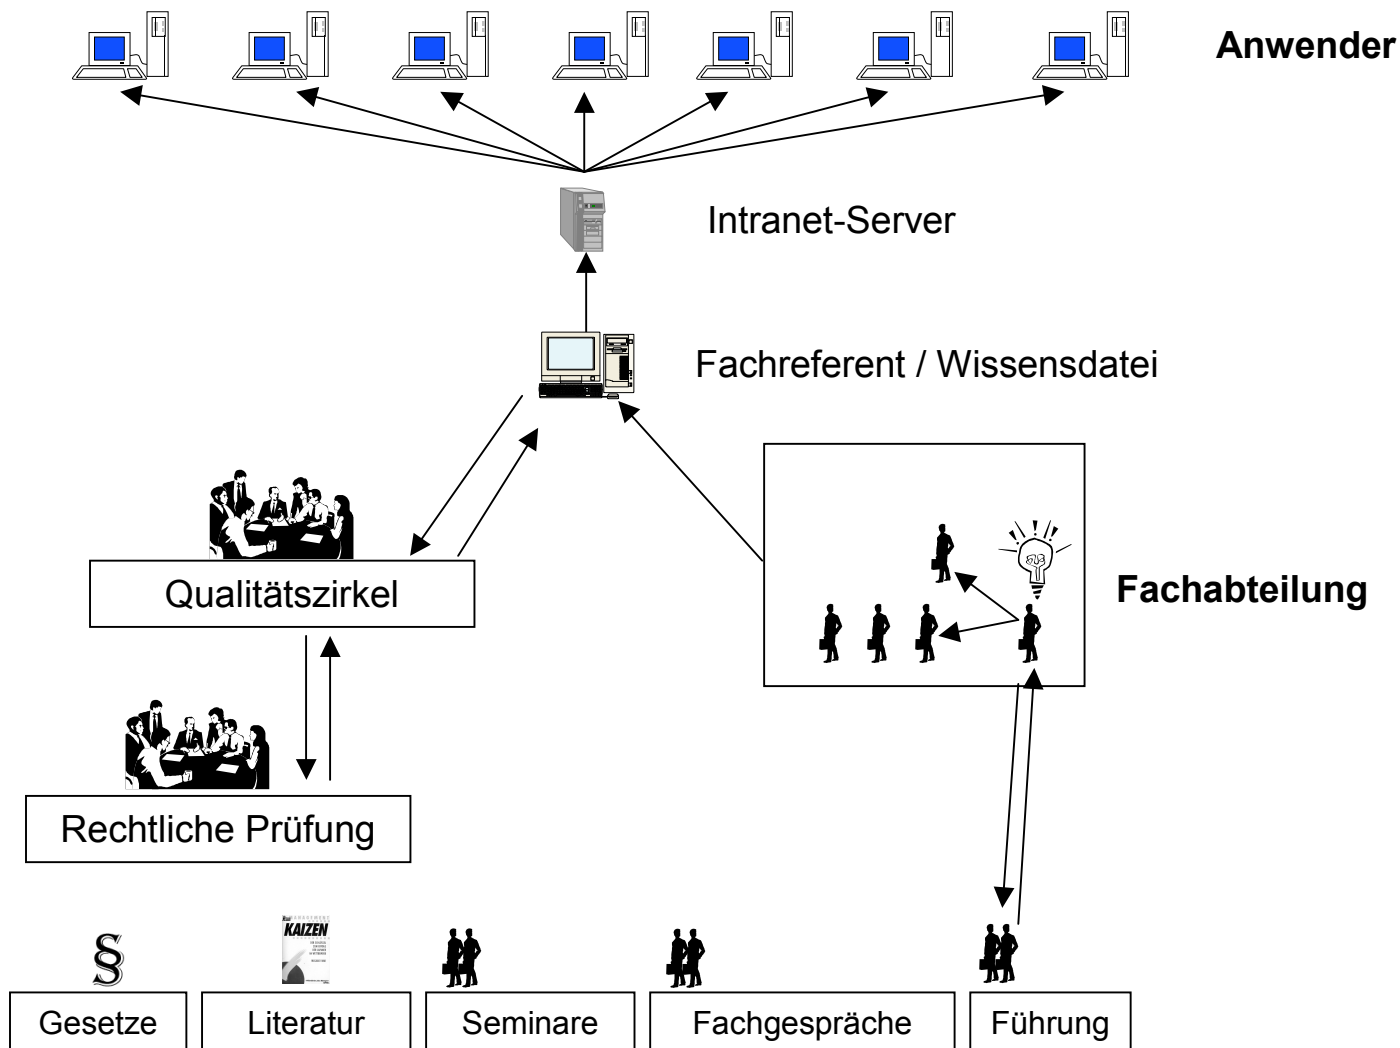 Anwender
Intranet-Server
Fachreferent / Wissensdatei
Qualitätszirkel
Fachabteilung
Rechtliche Prüfung
KAIZEN
Gesetze
Literatur
Seminare
Fachgespräche
Führung
§